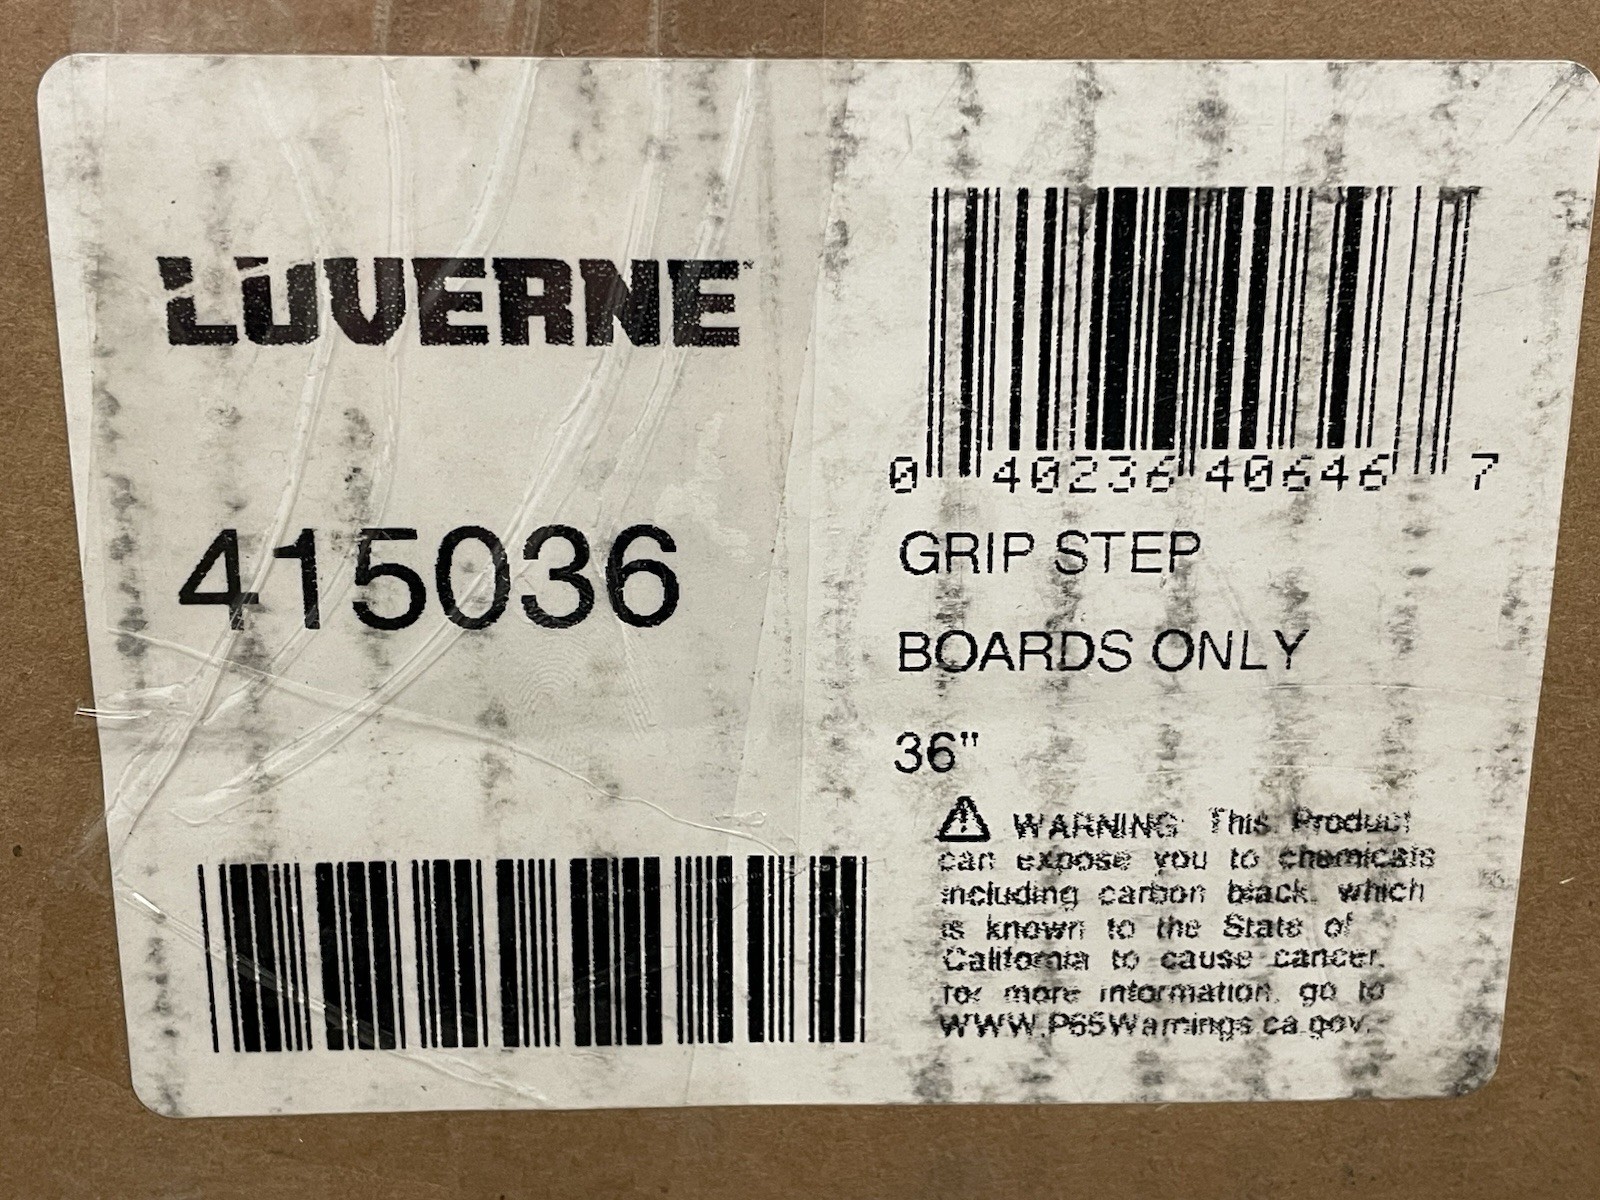 LUVERNE™
415036
0 40236 40646 7
GRIP STEP
BOARDS ONLY
36"
⚠ WARNING: This Product
can expose you to chemicals
including carbon black, which
is known to the State of
California to cause cancer.
for more information, go to
WWW.P65Warnings.ca.gov.